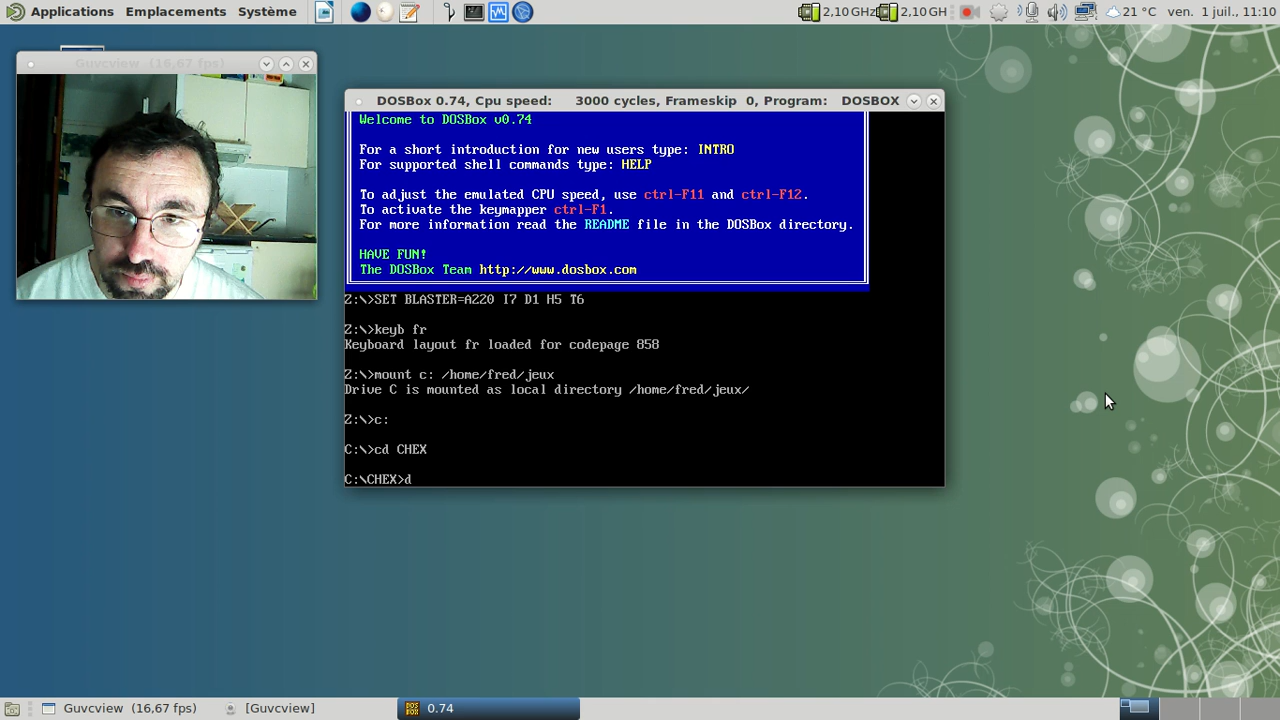 Applications Emplacements Système
2,10 GHz 2,10 GH 21 °C ven. 1 juil., 11:10
Guvcview (16,67 fps)
DOSBox 0.74, Cpu speed: 3000 cycles, Frameskip 0, Program: DOSBOX
Welcome to DOSBox v0.74
For a short introduction for new users type: INTRO
For supported shell commands type: HELP
To adjust the emulated CPU speed, use ctrl-F11 and ctrl-F12.
To activate the keymapper ctrl-F1.
For more information read the README file in the DOSBox directory.
HAVE FUN!
The DOSBox Team http://www.dosbox.com
Z:\>SET BLASTER=A220 I7 D1 H5 T6
Z:\>keyb fr
Keyboard layout fr loaded for codepage 858
Z:\>mount c: /home/fred/jeux
Drive C is mounted as local directory /home/fred/jeux/
Z:\>c:
C:\>cd CHEX
C:\CHEX>d
Guvcview (16,67 fps) [Guvcview] DOS BOX 0.74